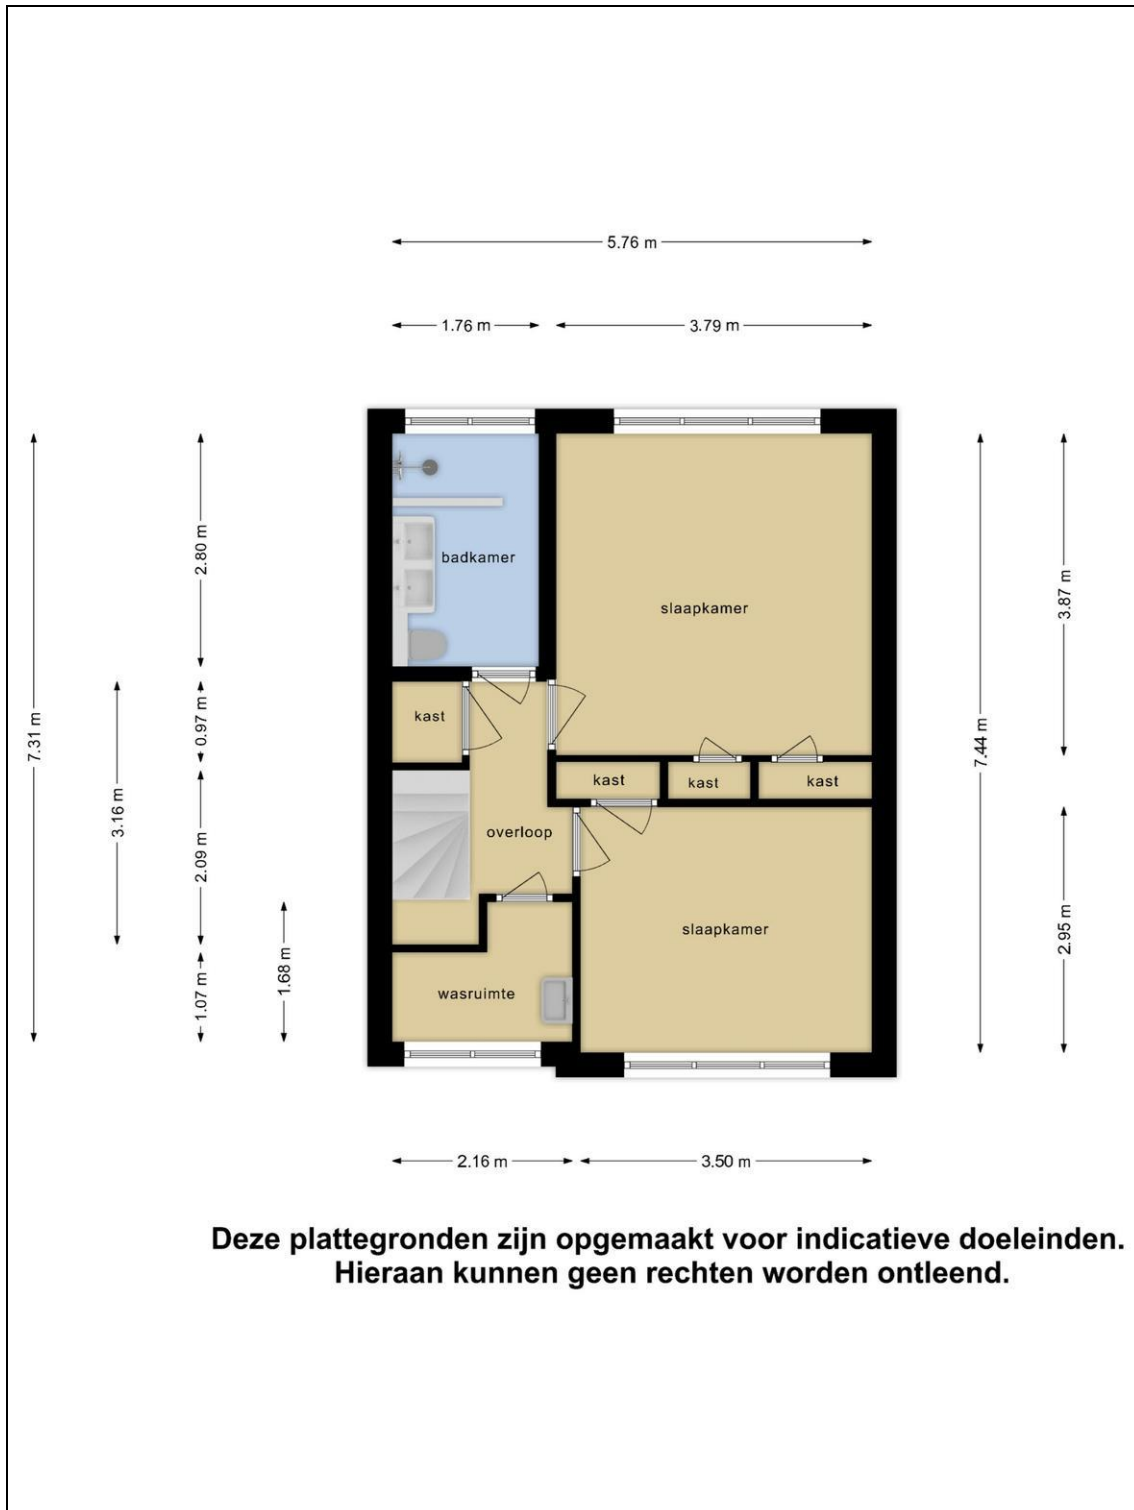 5.76 m
1.76 m
3.79 m
badkamer
slaapkamer
2.80 m
3.87 m
kast
0.97 m
7.31 m
7.44 m
kast
kast
kast
3.16 m
overloop
2.09 m
slaapkamer
2.95 m
1.68 m
1.07 m
wasruimte
2.16 m
3.50 m
Deze plattegronden zijn opgemaakt voor indicatieve doeleinden.
Hieraan kunnen geen rechten worden ontleend.